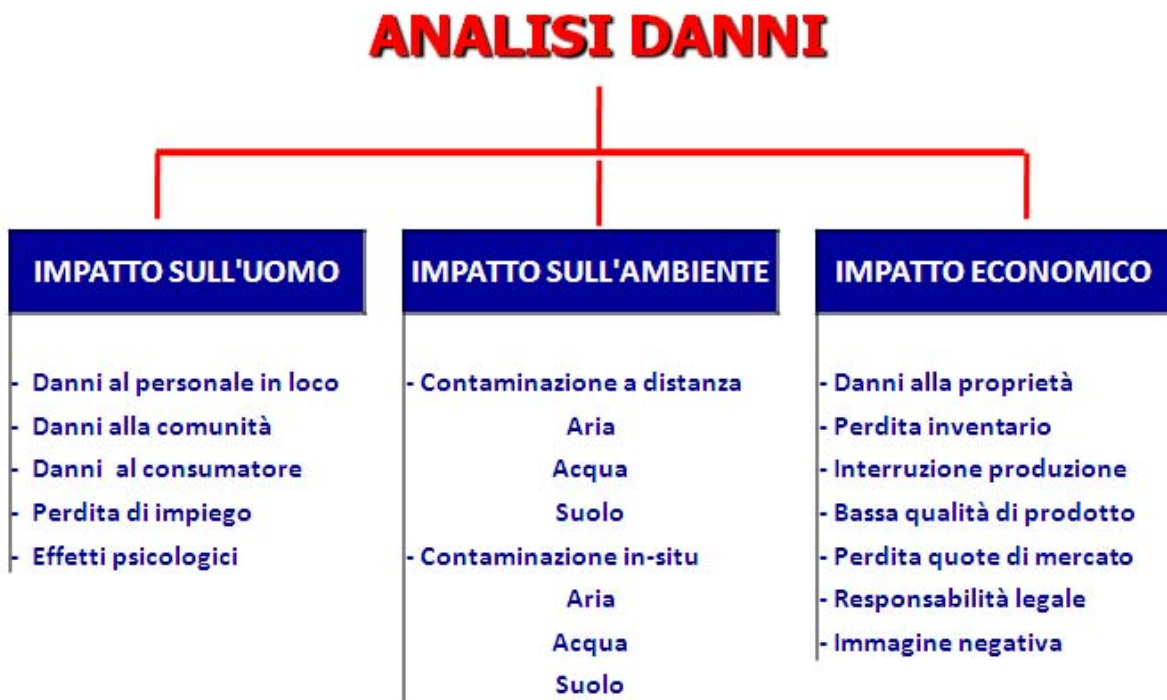 ANALISI DANNI
IMPATTO SULL'UOMO
- Danni al personale in loco
- Danni alla comunità
- Danni al consumatore
- Perdita di impiego
- Effetti psicologici
IMPATTO SULL'AMBIENTE
- Contaminazione a distanza
Aria
Acqua
Suolo
- Contaminazione in-situ
Aria
Acqua
Suolo
IMPATTO ECONOMICO
- Danni alla proprietà
- Perdita inventario
- Interruzione produzione
- Bassa qualità di prodotto
- Perdita quote di mercato
- Responsabilità legale
- Immagine negativa